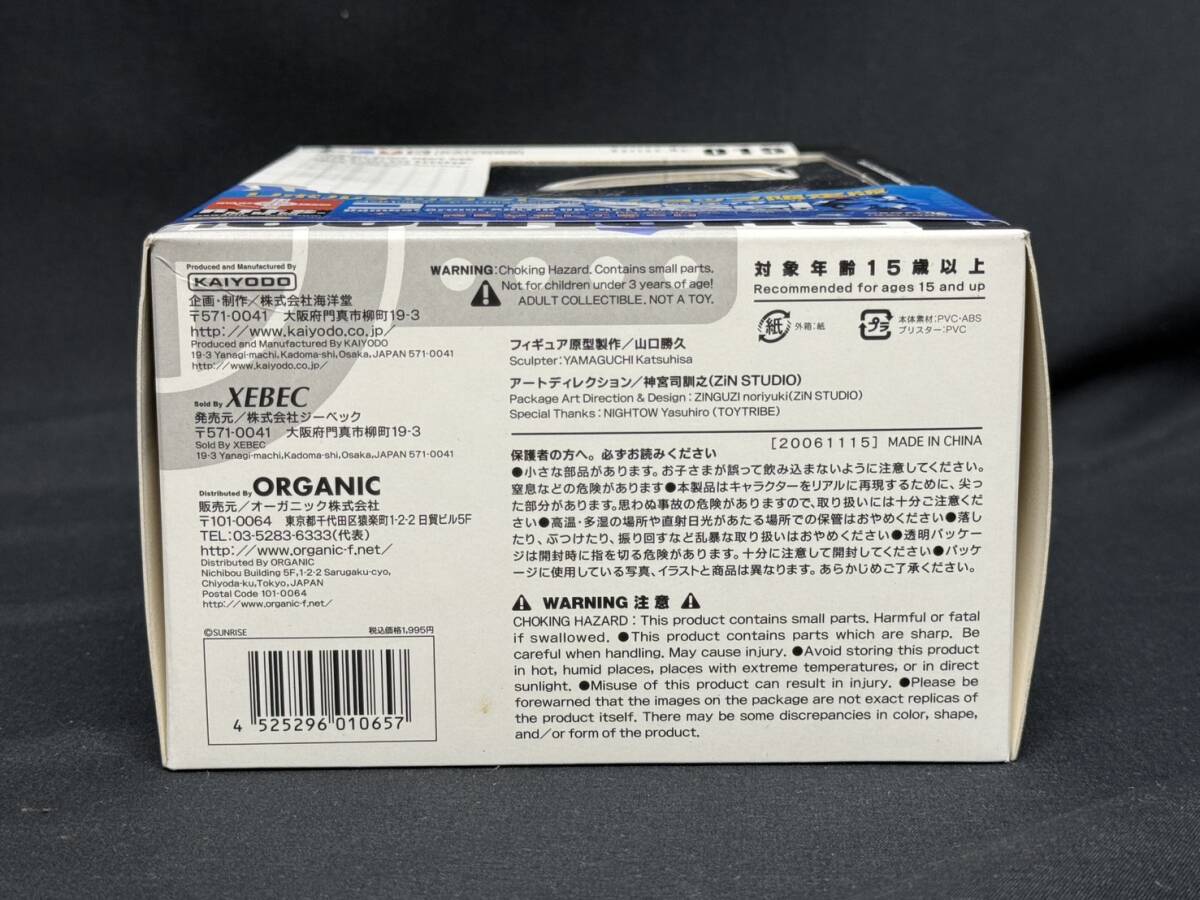 Produced and Manufactured By
KAIYODO
企画・制作／株式会社海洋堂
〒571-0041 大阪府門真市柳町19-3
http://www.kaiyodo.co.jp/
Produced and Manufactured By KAIYODO
19-3 Yanagi-machi, Kadoma-shi, Osaka, JAPAN 571-0041
http://www.kaiyodo.co.jp/
Sold By XEBEC
発売元／株式会社ジーベック
〒571-0041 大阪府門真市柳町19-3
Sold By XEBEC
19-3 Yanagi-machi, Kadoma-shi, Osaka, JAPAN 571-0041
Distributed By ORGANIC
販売元／オーガニック株式会社
〒101-0064 東京都千代田区猿楽町1-2-2 日貿ビル5F
TEL:03-5283-6333(代表)
http://www.organic-f.net/
Distributed By ORGANIC
Nichibou Building 5F,1-2-2 Sarugaku-cyo,
Chiyoda-ku,Tokyo,JAPAN
Postal Code 101-0064
http://www.organic-f.net/
©SUNRISE 税込価格1,995円
4 525296 010657
WARNING:Choking Hazard. Contains small parts.
Not for children under 3 years of age!
ADULT COLLECTIBLE. NOT A TOY.
対象年齢15歳以上
Recommended for ages 15 and up
紙 外箱:紙
プラ 本体素材:PVC・ABS
ブリスター:PVC
フィギュア原型製作／山口勝久
Sculpter:YAMAGUCHI Katsuhisa
アートディレクション／神宮司訓之(ZiN STUDIO)
Package Art Direction & Design : ZINGUZI noriyuki(ZiN STUDIO)
Special Thanks : NIGHTOW Yasuhiro (TOYTRIBE)
[20061115] MADE IN CHINA
保護者の方へ。必ずお読みください
●小さな部品があります。お子さまが誤って飲み込まないように注意してください。
窒息などの危険があります●本製品はキャラクターをリアルに再現するために、尖っ
た部分があります。思わぬ事故の危険がありますので、取り扱いには十分ご注意くだ
さい●高温・多湿の場所や直射日光があたる場所での保管はおやめください●落し
たり、ぶつけたり、振り回すなど乱暴な取り扱いはおやめください●透明パッケー
ジは開封時に指を切る危険があります。十分に注意して開封してください●パッケ
ージに使用している写真、イラストと商品は異なります。あらかじめご了承ください。
WARNING 注意
CHOKING HAZARD : This product contains small parts. Harmful or fatal
if swallowed. ●This product contains parts which are sharp. Be
careful when handling. May cause injury. ●Avoid storing this product
in hot, humid places, places with extreme temperatures, or in direct
sunlight. ●Misuse of this product can result in injury. ●Please be
forewarned that the images on the package are not exact replicas of
the product itself. There may be some discrepancies in color, shape,
and/or form of the product.